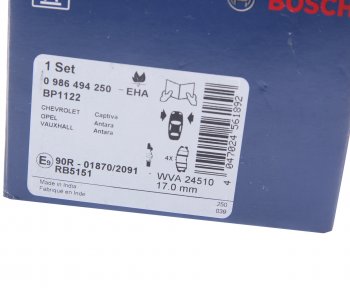 BOSCH
1 Set
0 986 494 250 - EHA
BP1122
CHEVROLET Captiva
OPEL Antara
VAUXHALL Antara
4X
E9 90R - 01870/2091
RB5151
WVA 24510
17.0 mm
Made in India
Fabriqué en Inde
4 047024 561892
250
039